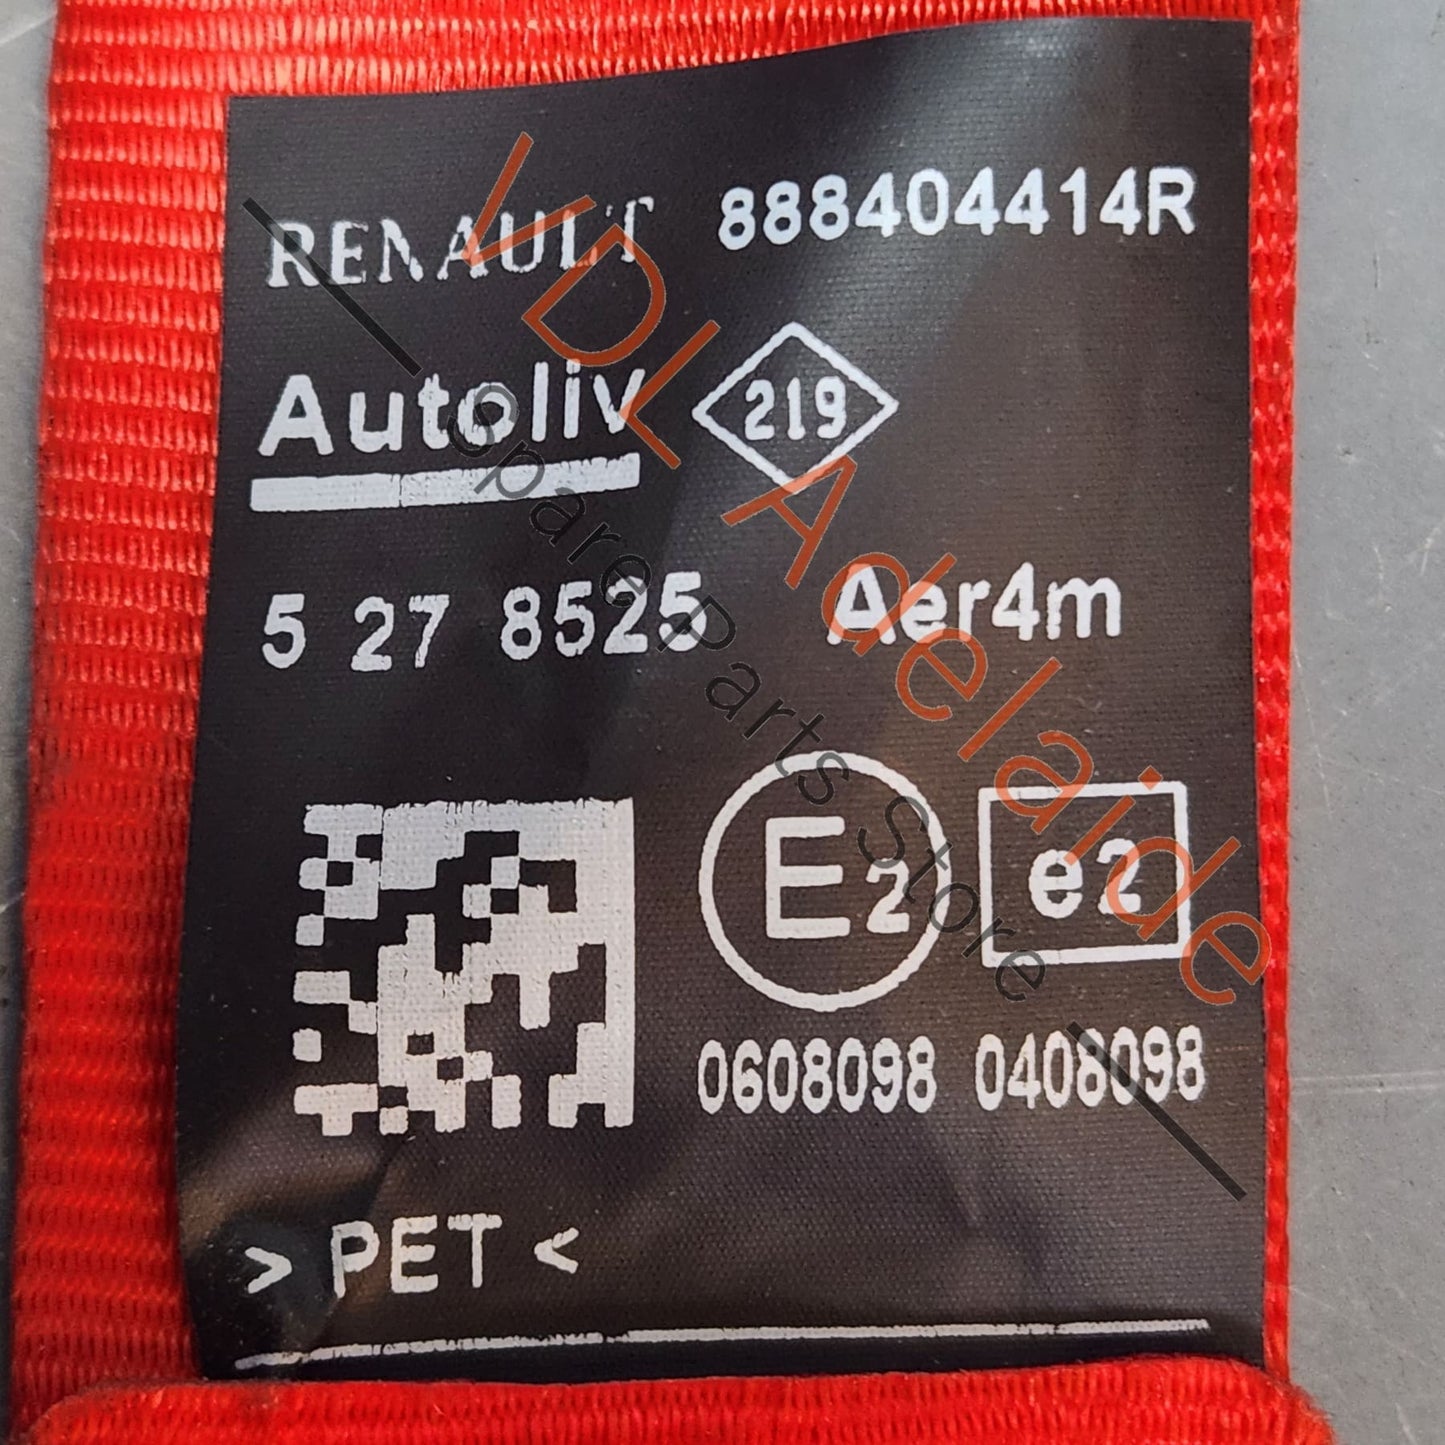 RENAULT 888404414R
Autoliv 219
5 27 8525 Aer4m
E2 e2
0608098 0408098
> PET <
VDL Adelaide
Spare Parts Store